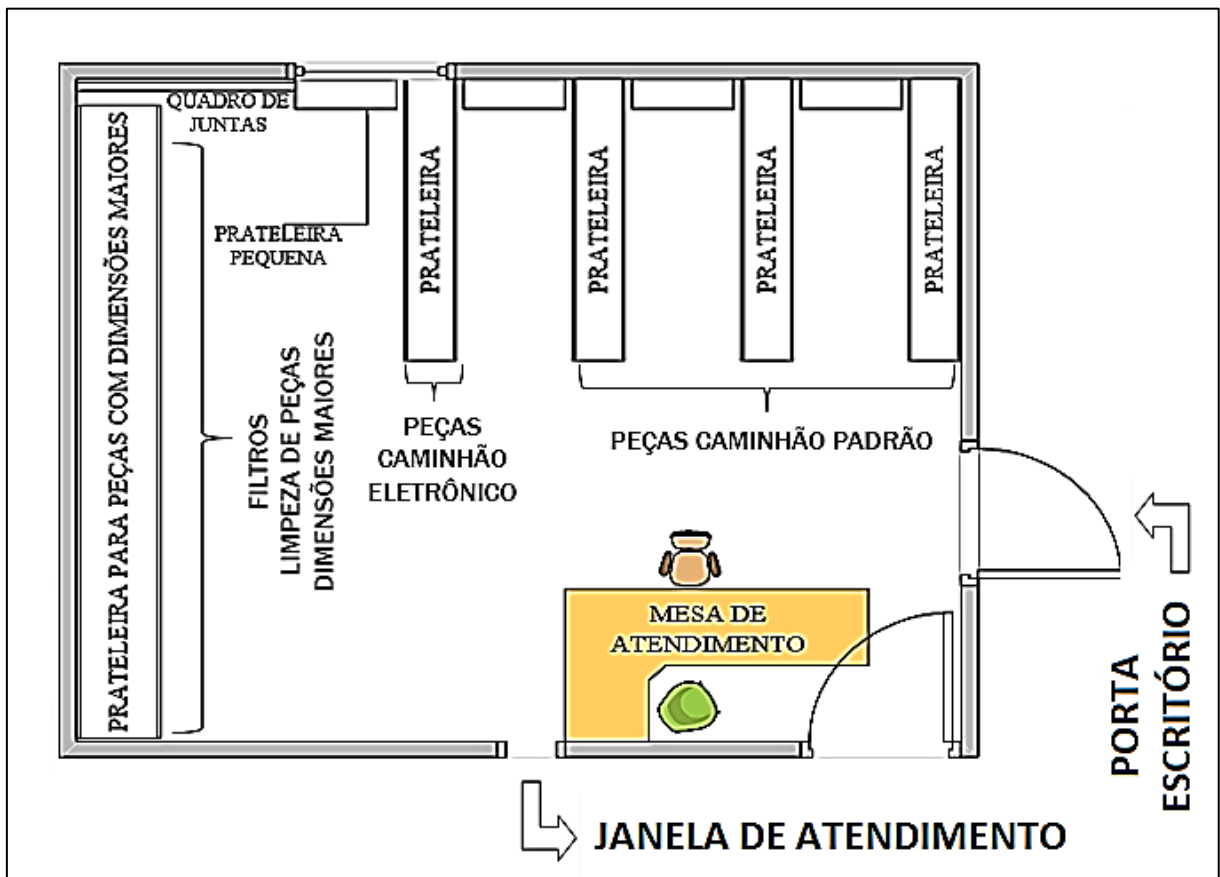 QUADRO DE
JUNTAS
PRATELEIRA PARA PEÇAS COM DIMENSÕES MAIORES
PRATELEIRA
PEQUENA
FILTROS
LIMPEZA DE PEÇAS
DIMENSÕES MAIORES
PRATELEIRA
PRATELEIRA
PRATELEIRA
PRATELEIRA
PEÇAS
CAMINHÃO
ELETRÔNICO
PEÇAS CAMINHÃO PADRÃO
MESA DE
ATENDIMENTO
PORTA
ESCRITÓRIO
JANELA DE ATENDIMENTO